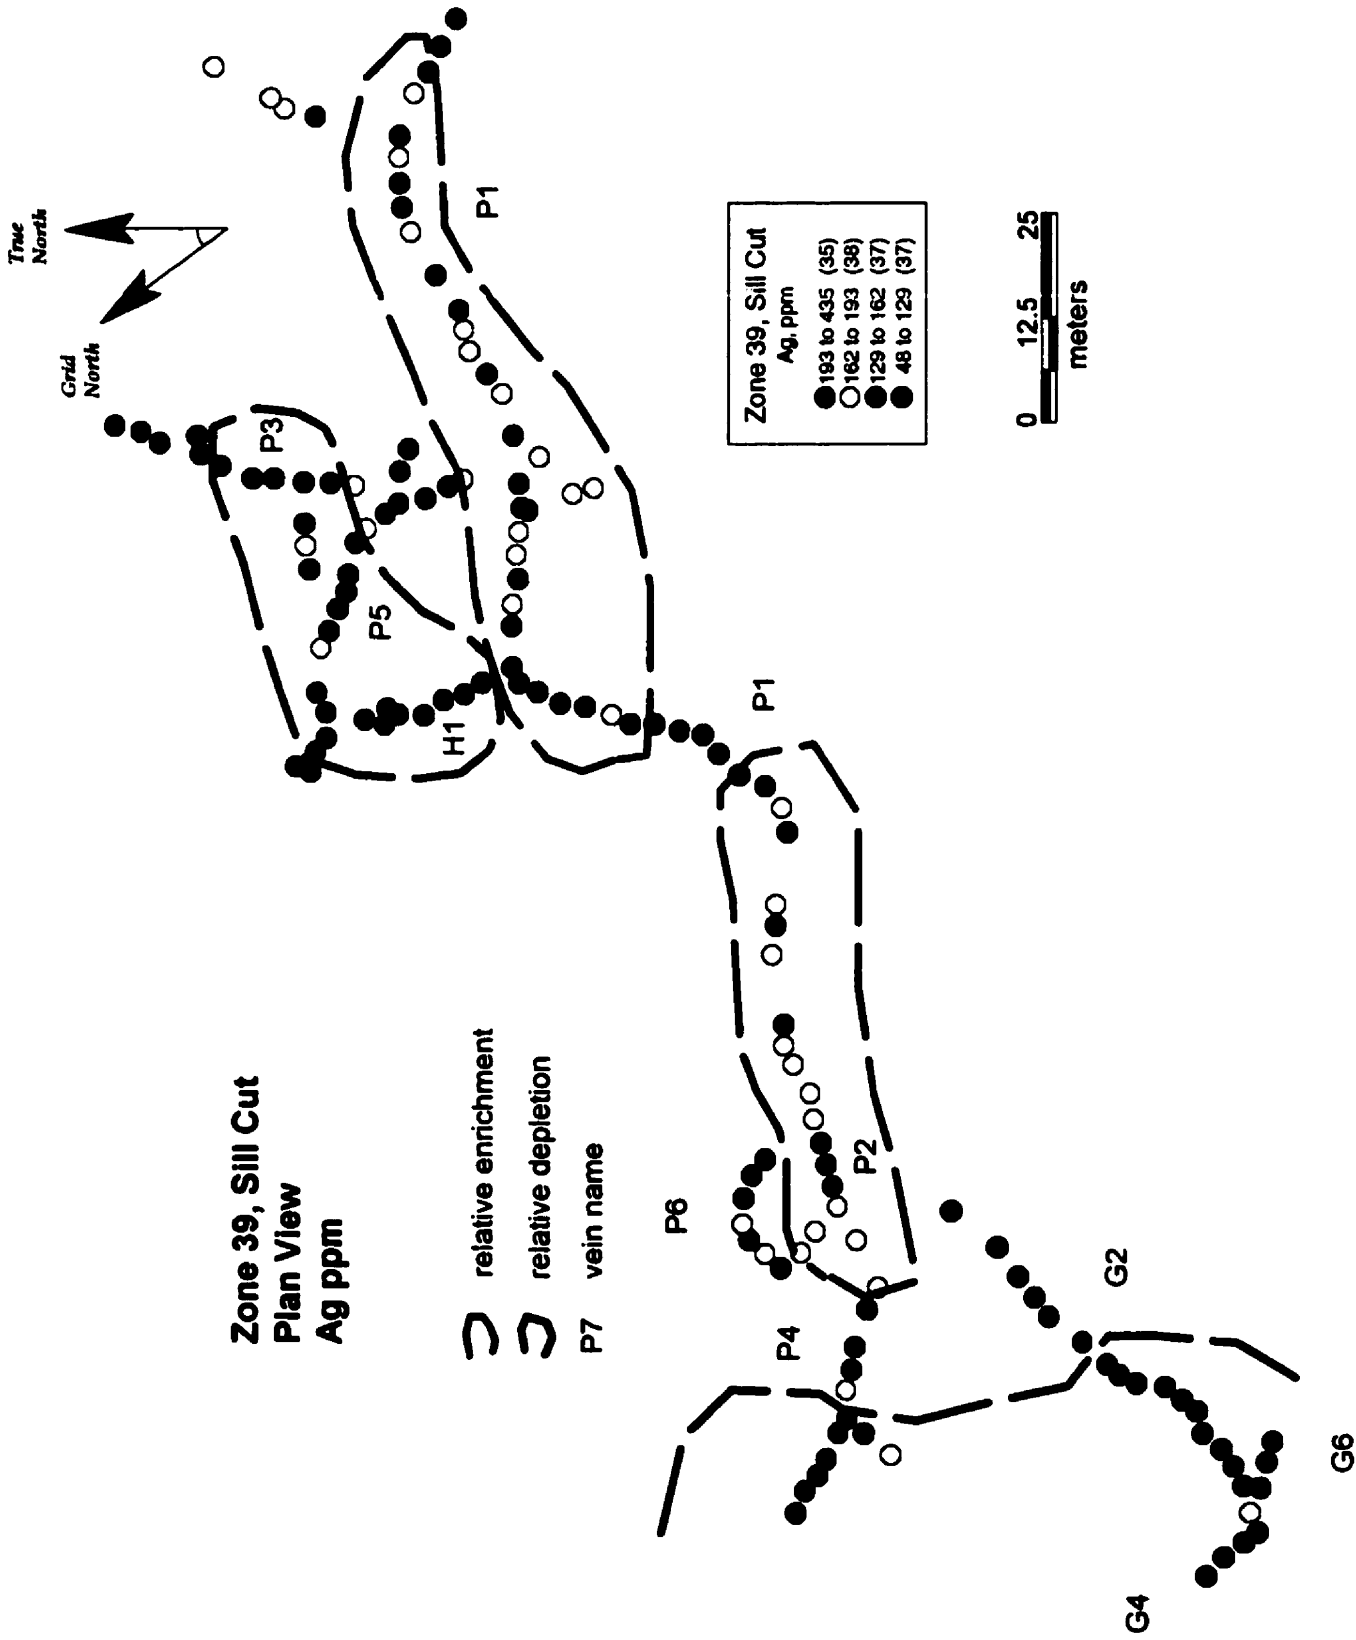 Zone 39, Sill Cut
Plan View
Ag ppm
relative enrichment
relative depletion
P7 vein name
Grid
North
True
North
P3
P5
H1
P1
P1
P6
P2
P4
G2
G4
G6
Zone 39, Sill Cut
Ag, ppm
193 to 435 (35)
162 to 193 (38)
129 to 162 (37)
48 to 129 (37)
0 12.5 25
meters